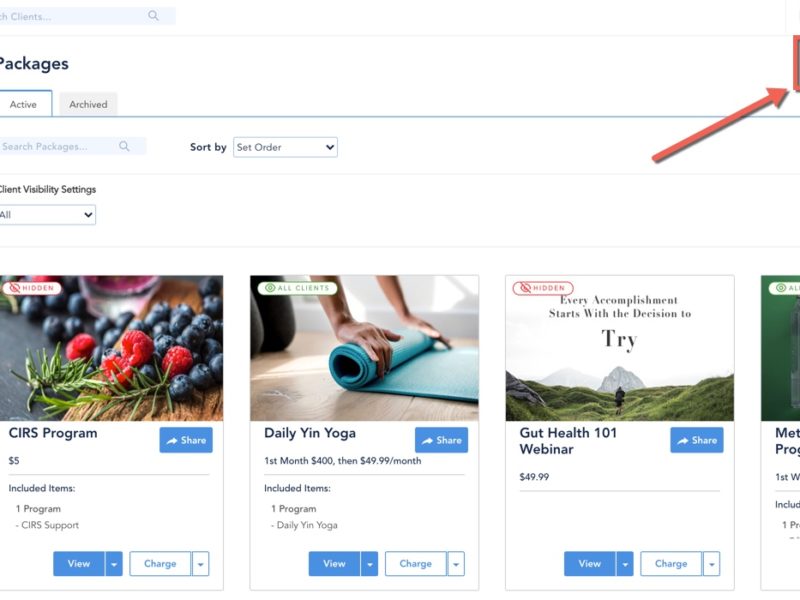 ch Clients...
Packages
Active
Archived
Search Packages...
Sort by
Set Order
Client Visibility Settings
All
HIDDEN
CIRS Program
Share
$5
Included Items:
1 Program
- CIRS Support
View
Charge
ALL CLIENTS
Daily Yin Yoga
Share
1st Month $400, then $49.99/month
Included Items:
1 Program
- Daily Yin Yoga
View
Charge
HIDDEN
Every Accomplishment
Starts With the Decision to
Try
Gut Health 101
Webinar
Share
$49.99
View
Charge
AL
Met
Prog
1st W
Includ
1 Pr